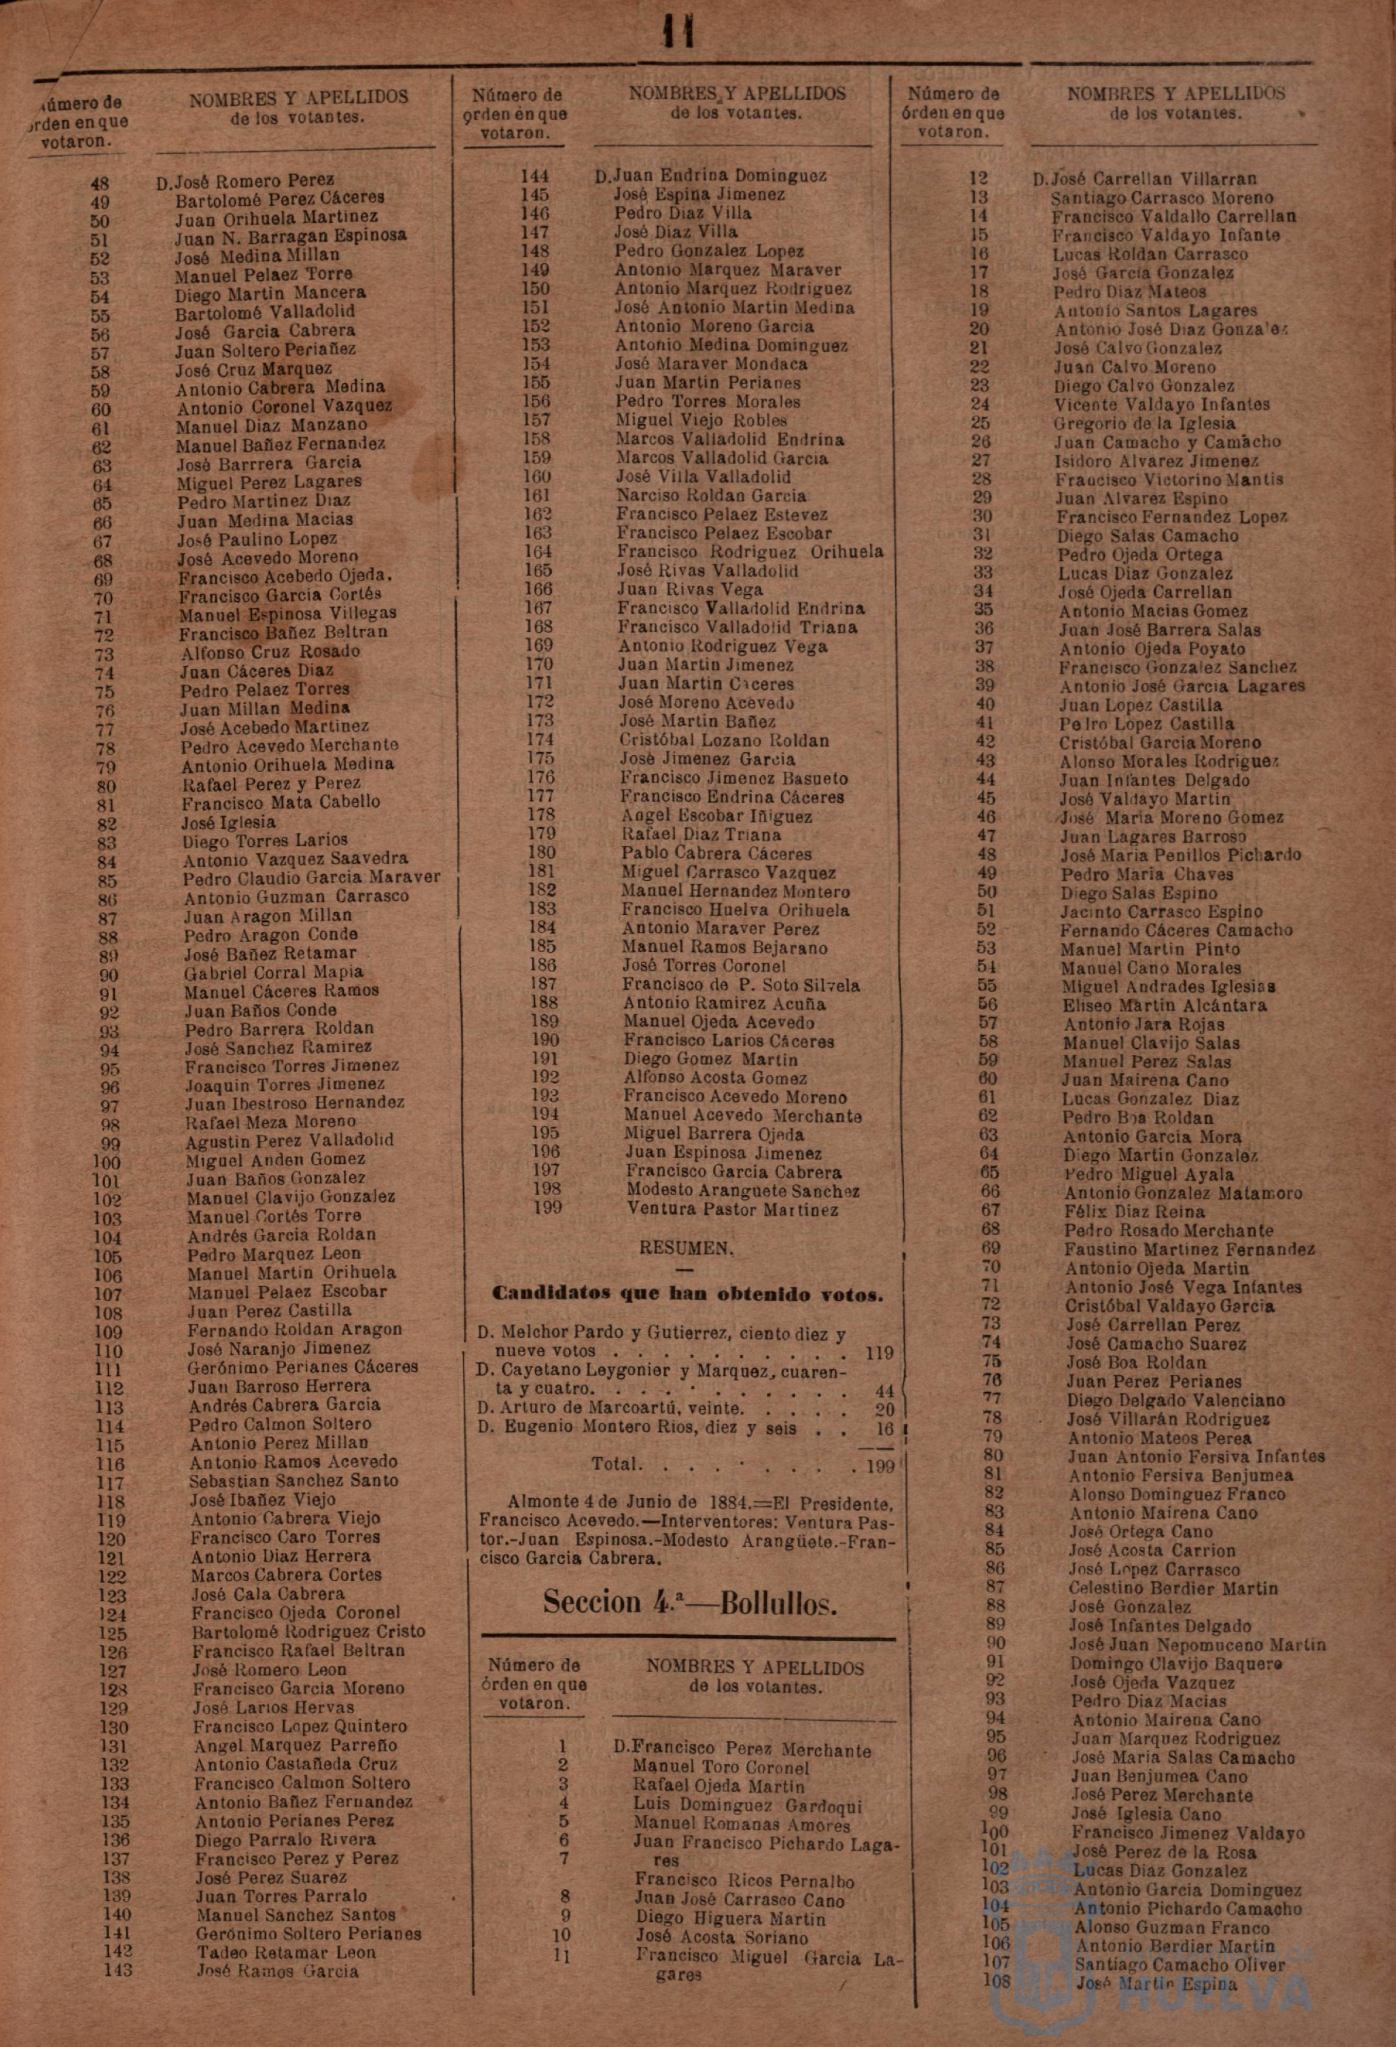 11
Número de
órden en que
votaron.
NOMBRES Y APELLIDOS
de los votantes.
48 D. José Romero Perez
49 Bartolomé Perez Cáceres
50 Juan Orihuela Martinez
51 Juan N. Barragan Espinosa
52 José Medina Millan
53 Manuel Pelaez Torre
54 Diego Martin Mancera
55 Bartolomé Valladolid
56 José Garcia Cabrera
57 Juan Soltero Periañez
58 José Cruz Marquez
59 Antonio Cabrera Medina
60 Antonio Coronel Vazquez
61 Manuel Diaz Manzano
62 Manuel Bañez Fernandez
63 José Barrrera Garcia
64 Miguel Perez Lagares
65 Pedro Martinez Diaz
66 Juan Medina Macias
67 José Paulino Lopez
68 José Acevedo Moreno
69 Francisco Acebedo Ojeda.
70 Francisco Garcia Cortés
71 Manuel Espinosa Villegas
72 Francisco Bañez Beltran
73 Alfonso Cruz Rosado
74 Juan Cáceres Diaz
75 Pedro Pelaez Torres
76 Juan Millan Medina
77 José Acebedo Martinez
78 Pedro Acevedo Merchante
79 Antonio Orihuela Medina
80 Rafael Perez y Perez
81 Francisco Mata Cabello
82 José Iglesia
83 Diego Torres Larios
84 Antonio Vazquez Saavedra
85 Pedro Claudio Garcia Maraver
86 Antonio Guzman Carrasco
87 Juan Aragon Millan
88 Pedro Aragon Conde
89 José Bañez Retamar
90 Gabriel Corral Mapia
91 Manuel Cáceres Ramos
92 Juan Baños Conde
93 Pedro Barrera Roldan
94 José Sanchez Ramirez
95 Francisco Torres Jimenez
96 Joaquin Torres Jimenez
97 Juan Ibestroso Hernandez
98 Rafael Meza Moreno
99 Agustin Perez Valladolid
100 Miguel Anden Gomez
101 Juan Baños Gonzalez
102 Manuel Clavijo Gonzalez
103 Manuel Cortés Torre
104 Andrés Garcia Roldan
105 Pedro Marquez Leon
106 Manuel Martin Orihuela
107 Manuel Pelaez Escobar
108 Juan Perez Castilla
109 Fernando Roldan Aragon
110 José Naranjo Jimenez
111 Gerónimo Perianes Cáceres
112 Juan Barroso Herrera
113 Andrés Cabrera Garcia
114 Pedro Calmon Soltero
115 Antonio Perez Millan
116 Antonio Ramos Acevedo
117 Sebastian Sanchez Santo
118 José Ibañez Viejo
119 Antonio Cabrera Viejo
120 Francisco Caro Torres
121 Antonio Diaz Herrera
122 Marcos Cabrera Cortes
123 José Cala Cabrera
124 Francisco Ojeda Coronel
125 Bartolomé Rodriguez Cristo
126 Francisco Rafael Beltran
127 José Romero Leon
128 Francisco Garcia Moreno
129 José Larios Hervas
130 Francisco Lopez Quintero
131 Angel Marquez Parreño
132 Antonio Castañeda Cruz
133 Francisco Calmon Soltero
134 Antonio Bañez Fernandez
135 Antonio Perianes Perez
136 Diego Parralo Rivera
137 Francisco Perez y Perez
138 José Perez Suarez
139 Juan Torres Parralo
140 Manuel Sanchez Santos
141 Gerónimo Soltero Perianes
142 Tadeo Retamar Leon
143 José Ramos Garcia
Número de
órden en que
votaron.
NOMBRES Y APELLIDOS
de los votantes.
144 D. Juan Endrina Dominguez
145 José Espina Jimenez
146 Pedro Diaz Villa
147 José Diaz Villa
148 Pedro Gonzalez Lopez
149 Antonio Marquez Maraver
150 Antonio Marquez Rodriguez
151 José Antonio Martin Medina
152 Antonio Moreno Garcia
153 Antonio Medina Dominguez
154 José Maraver Mondaca
155 Juan Martin Perianes
156 Pedro Torres Morales
157 Miguel Viejo Robles
158 Marcos Valladolid Endrina
159 Marcos Valladolid Garcia
160 José Villa Valladolid
161 Narciso Roldan Garcia
162 Francisco Pelaez Estevez
163 Francisco Pelaez Escobar
164 Francisco Rodriguez Orihuela
165 José Rivas Valladolid
166 Juan Rivas Vega
167 Francisco Valladolid Endrina
168 Francisco Valladolid Triana
169 Antonio Rodriguez Vega
170 Juan Martin Jimenez
171 Juan Martin Caceres
172 José Moreno Acevedo
173 José Martin Bañez
174 Cristóbal Lozano Roldan
175 José Jimenez Garcia
176 Francisco Jimenez Basueto
177 Francisco Endrina Cáceres
178 Angel Escobar Iñiguez
179 Rafael Diaz Triana
180 Pablo Cabrera Cáceres
181 Miguel Carrasco Vazquez
182 Manuel Hernandez Montero
183 Francisco Huelva Orihuela
184 Antonio Maraver Perez
185 Manuel Ramos Bejarano
186 José Torres Coronel
187 Francisco de P. Soto Silvela
188 Antonio Ramirez Acuña
189 Manuel Ojeda Acevedo
190 Francisco Larios Cáceres
191 Diego Gomez Martin
192 Alfonso Acosta Gomez
193 Francisco Acevedo Moreno
194 Manuel Acevedo Merchante
195 Miguel Barrera Ojeda
196 Juan Espinosa Jimenez
197 Francisco Garcia Cabrera
198 Modesto Aranguete Sanchez
199 Ventura Pastor Martinez
RESUMEN.
Candidatos que han obtenido votos.
D. Melchor Pardo y Gutierrez, ciento diez y
nueve votos . . . . . . . . . . 119
D. Cayetano Leygonier y Marquez, cuaren-
ta y cuatro. . . . . . . . . . . 44
D. Arturo de Marcoartú, veinte. . . . . 20
D. Eugenio Montero Rios, diez y seis . . 16
Total. . . . . . . . . 199
Almonte 4 de Junio de 1884.=El Presidente,
Francisco Acevedo.—Interventores: Ventura Pas-
tor.-Juan Espinosa.-Modesto Arangüete.-Fran-
cisco Garcia Cabrera.
Seccion 4.ª—Bollullos.
Número de
órden en que
votaron.
NOMBRES Y APELLIDOS
de los votantes.
1 D. Francisco Perez Merchante
2 Manuel Toro Coronel
3 Rafael Ojeda Martin
4 Luis Dominguez Gardoqui
5 Manuel Romanas Amores
6 Juan Francisco Pichardo Laga-
7 res
Francisco Ricos Pernalbo
8 Juan José Carrasco Cano
9 Diego Higuera Martin
10 José Acosta Soriano
11 Francisco Miguel Garcia La-
gares
Número de
órden en que
votaron.
NOMBRES Y APELLIDOS
de los votantes.
12 D. José Carrellan Villarran
13 Santiago Carrasco Moreno
14 Francisco Valdallo Carrellan
15 Francisco Valdayo Infante
16 Lucas Roldan Carrasco
17 José Garcia Gonzalez
18 Pedro Diaz Mateos
19 Antonio Santos Lagares
20 Antonio José Diaz Gonzalez
21 José Calvo Gonzalez
22 Juan Calvo Moreno
23 Diego Calvo Gonzalez
24 Vicente Valdayo Infantes
25 Gregorio de la Iglesia
26 Juan Camacho y Camacho
27 Isidoro Alvarez Jimenez
28 Francisco Victorino Mantis
29 Juan Alvarez Espino
30 Francisco Fernandez Lopez
31 Diego Salas Camacho
32 Pedro Ojeda Ortega
33 Lucas Diaz Gonzalez
34 José Ojeda Carrellan
35 Antonio Macias Gomez
36 Juan José Barrera Salas
37 Antonio Ojeda Poyato
38 Francisco Gonzalez Sanchez
39 Antonio José Garcia Lagares
40 Juan Lopez Castilla
41 Pedro Lopez Castilla
42 Cristóbal Garcia Moreno
43 Alonso Morales Rodriguez
44 Juan Infantes Delgado
45 José Valdayo Martin
46 José Maria Moreno Gomez
47 Juan Lagares Barroso
48 José Maria Penillos Pichardo
49 Pedro Maria Chaves
50 Diego Salas Espino
51 Jacinto Carrasco Espino
52 Fernando Cáceres Camacho
53 Manuel Martin Pinto
54 Manuel Cano Morales
55 Miguel Andrades Iglesias
56 Eliseo Martin Alcántara
57 Antonio Jara Rojas
58 Manuel Clavijo Salas
59 Manuel Perez Salas
60 Juan Mairena Cano
61 Lucas Gonzalez Diaz
62 Pedro Boa Roldan
63 Antonio Garcia Mora
64 Diego Martin Gonzalez
65 Pedro Miguel Ayala
66 Antonio Gonzalez Matamoro
67 Félix Diaz Reina
68 Pedro Rosado Merchante
69 Faustino Martinez Fernandez
70 Antonio Ojeda Martin
71 Antonio José Vega Infantes
72 Cristóbal Valdayo Garcia
73 José Carrellan Perez
74 José Camacho Suarez
75 José Boa Roldan
76 Juan Perez Perianes
77 Diego Delgado Valenciano
78 José Villarán Rodriguez
79 Antonio Mateos Perea
80 Juan Antonio Fersiva Infantes
81 Antonio Fersiva Benjumea
82 Alonso Dominguez Franco
83 Antonio Mairena Cano
84 José Ortega Cano
85 José Acosta Carrion
86 José Lopez Carrasco
87 Celestino Berdier Martin
88 José Gonzalez
89 José Infantes Delgado
90 José Juan Nepomuceno Martin
91 Domingo Clavijo Baquero
92 José Ojeda Vazquez
93 Pedro Diaz Macias
94 Antonio Mairena Cano
95 Juan Marquez Rodriguez
96 José Maria Salas Camacho
97 Juan Benjumea Cano
98 José Perez Merchante
99 José Iglesia Cano
100 Francisco Jimenez Valdayo
101 José Perez de la Rosa
102 Lucas Diaz Gonzalez
103 Antonio Garcia Dominguez
104 Antonio Pichardo Camacho
105 Alonso Guzman Franco
106 Antonio Berdier Martin
107 Santiago Camacho Oliver
108 José Martin Espina
HUELVA